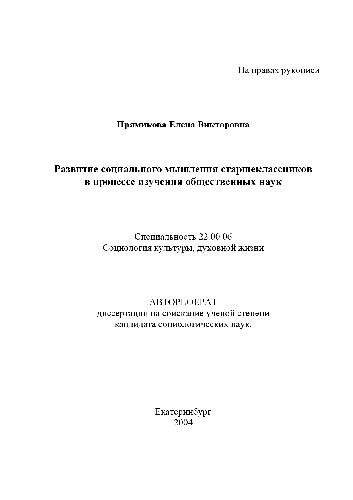 На правах рукописи
Прямикова Елена Викторовна
Развитие социального мышления старшеклассников
в процессе изучения общественных наук
Специальность 22.00.06
Социология культуры, духовной жизни
АВТОРЕФЕРАТ
диссертации на соискание ученой степени
кандидата социологических наук.
Екатеринбург
2004